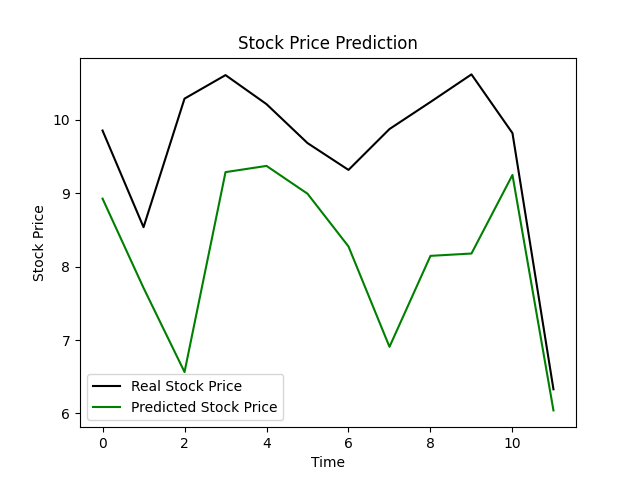 Stock Price Prediction
10
9
8
7
6
Stock Price
Real Stock Price
Predicted Stock Price
0 2 4 6 8 10
Time